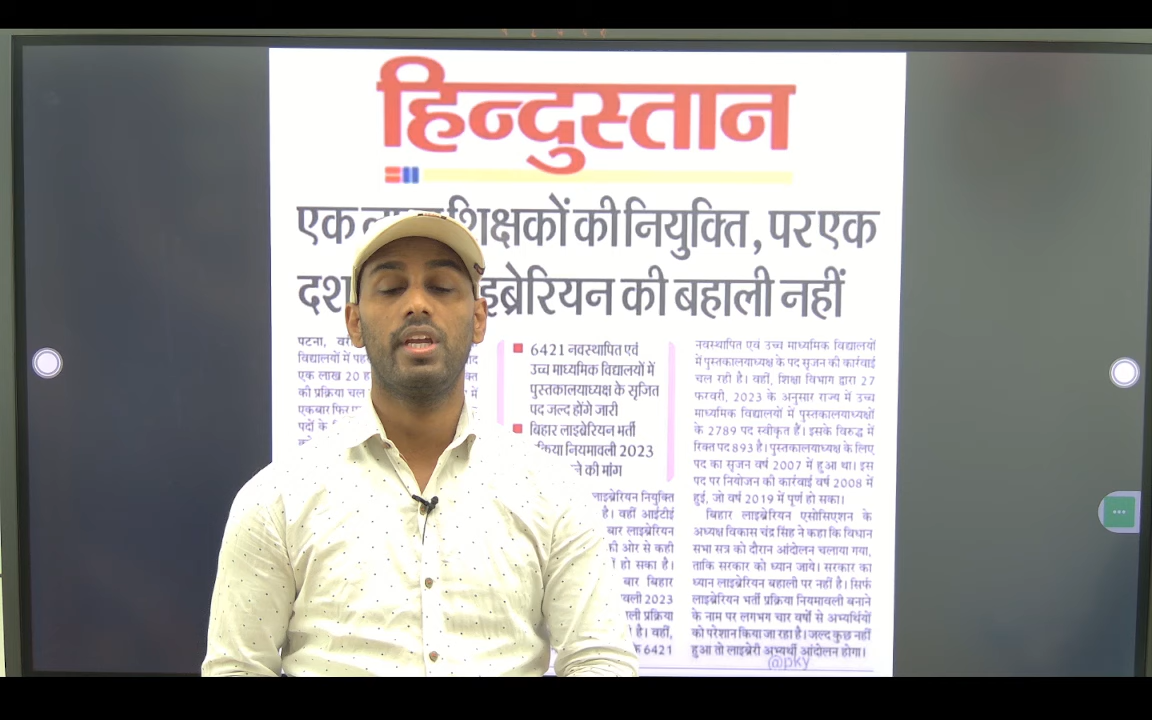 हिन्दुस्तान
एक शिक्षकों की नियुक्ति, पर एक
की बहाली नहीं
पटना,
विद्यालयों में
एक लाख 20
की प्रक्रिया चल
एकबार फिर
पदों के
6421 नवस्थापित एवं
उच्च माध्यमिक विद्यालयों में
पुस्तकालयाध्यक्ष के सृजित
पद जल्द होंगे जारी
बिहार लाइब्रेरियन भर्ती
नियमावली 2023
की मांग
लाइब्रेरियन नियुक्ति
है। वहीं आईटीई
बार लाइब्रेरियन
की ओर से कही
हो सका है।
बार बिहार
2023
प्रक्रिया
है। वहीं,
6421
नवस्थापित एवं उच्च माध्यमिक विद्यालयों
में पुस्तकालयाध्यक्ष के पद सृजन की कार्रवाई
चल रही है। वहीं, शिक्षा विभाग द्वारा 27
फरवरी, 2023 के अनुसार राज्य में उच्च
माध्यमिक विद्यालयों में पुस्तकालयाध्यक्षों
के 2789 पद स्वीकृत हैं। इसके विरुद्ध में
रिक्त पद 893 है। पुस्तकालयाध्यक्ष के लिए
पद का सृजन वर्ष 2007 में हुआ था। इस
पद पर नियोजन की कार्रवाई वर्ष 2008 में
हुई, जो वर्ष 2019 में पूर्ण हो सका।
बिहार लाइब्रेरियन एसोसिएशन के
अध्यक्ष विकास चंद्र सिंह ने कहा कि विधान
सभा सत्र को दौरान आंदोलन चलाया गया,
ताकि सरकार को ध्यान जाये। सरकार का
ध्यान लाइब्रेरियन बहाली पर नहीं है। सिर्फ
लाइब्रेरियन भर्ती प्रक्रिया नियमावली बनाने
के नाम पर लगभग चार वर्षों से अभ्यर्थियों
को परेशान किया जा रहा है। जल्द कुछ नहीं
हुआ तो लाइब्रेरी अभ्यर्थी आंदोलन होगा।
@pky